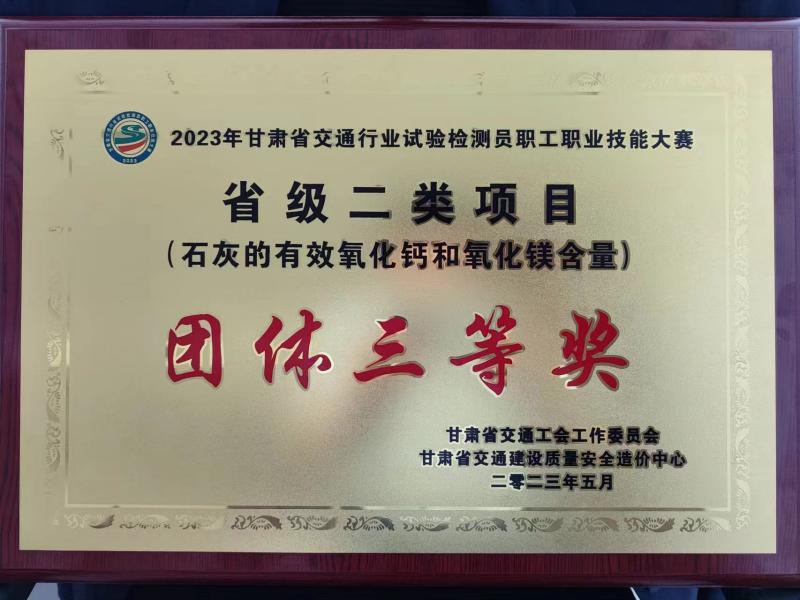 2023年甘肃省交通行业试验检测员职工职业技能大赛
省级二类项目
（石灰的有效氧化钙和氧化镁含量）
团体三等奖
甘肃省交通工会工作委员会
甘肃省交通建设质量安全造价中心
二零二三年五月